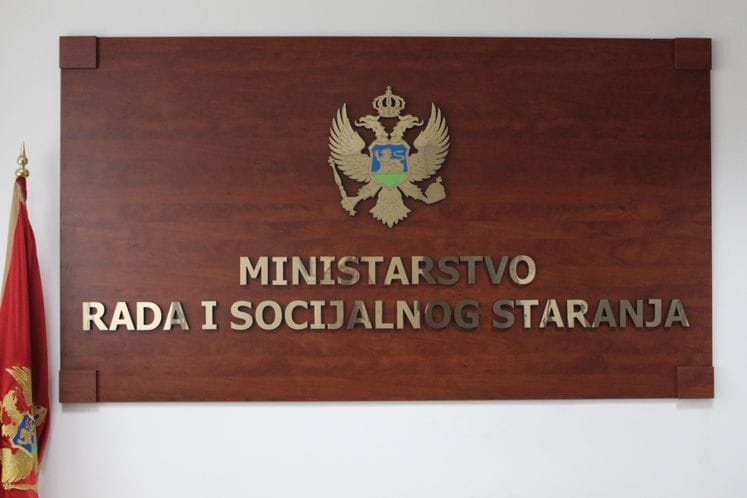 MINISTARSTVO
RADA I SOCIJALNOG STARANJA